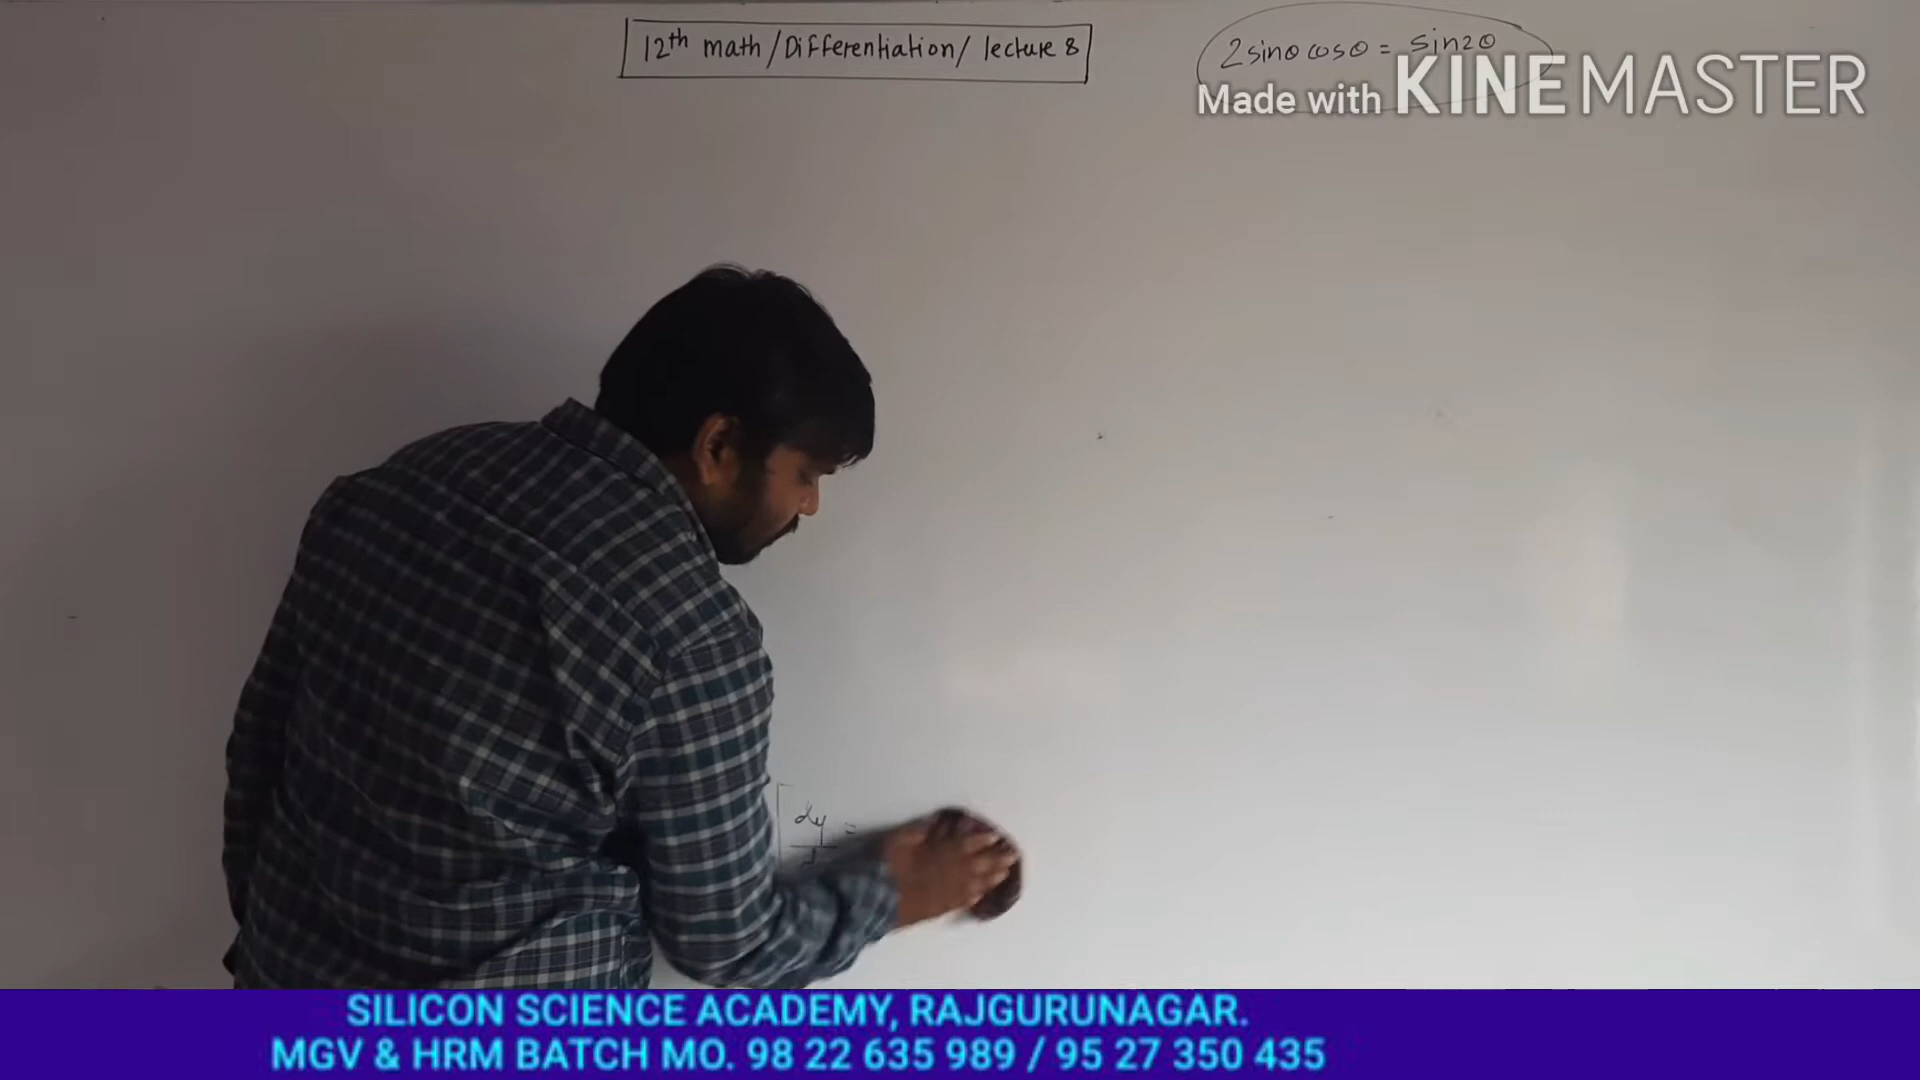 12th math / Differentiation / lecture 8
2sinθ cosθ = sin2θ
Made with KINEMASTER
dy =
SILICON SCIENCE ACADEMY, RAJGURUNAGAR.
MGV & HRM BATCH MO. 98 22 635 989 / 95 27 350 435